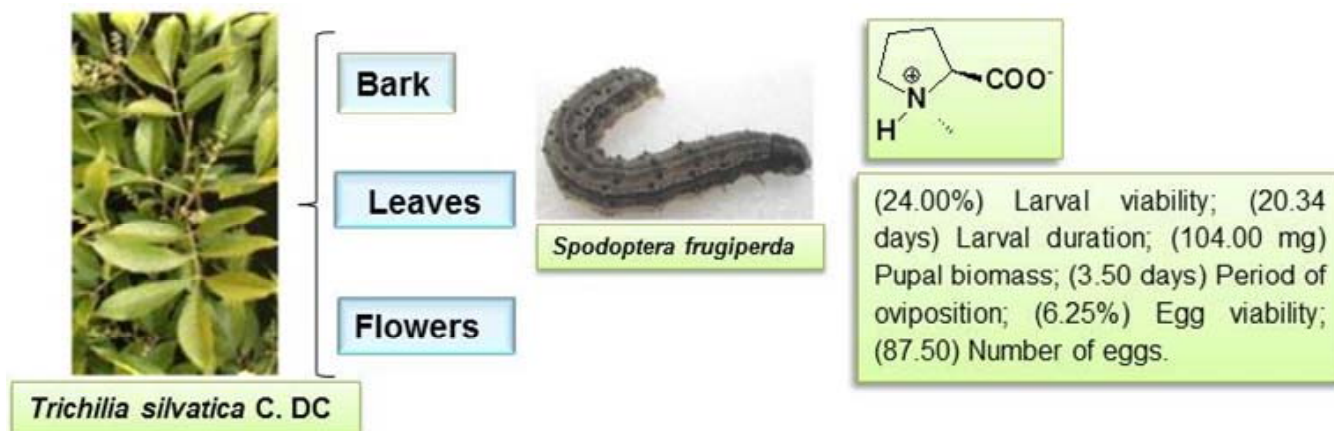 Bark
Leaves
Flowers
Trichilia silvatica C. DC
Spodoptera frugiperda
N
H
COO⁻
(24.00%) Larval viability; (20.34
days) Larval duration; (104.00 mg)
Pupal biomass; (3.50 days) Period of
oviposition; (6.25%) Egg viability;
(87.50) Number of eggs.